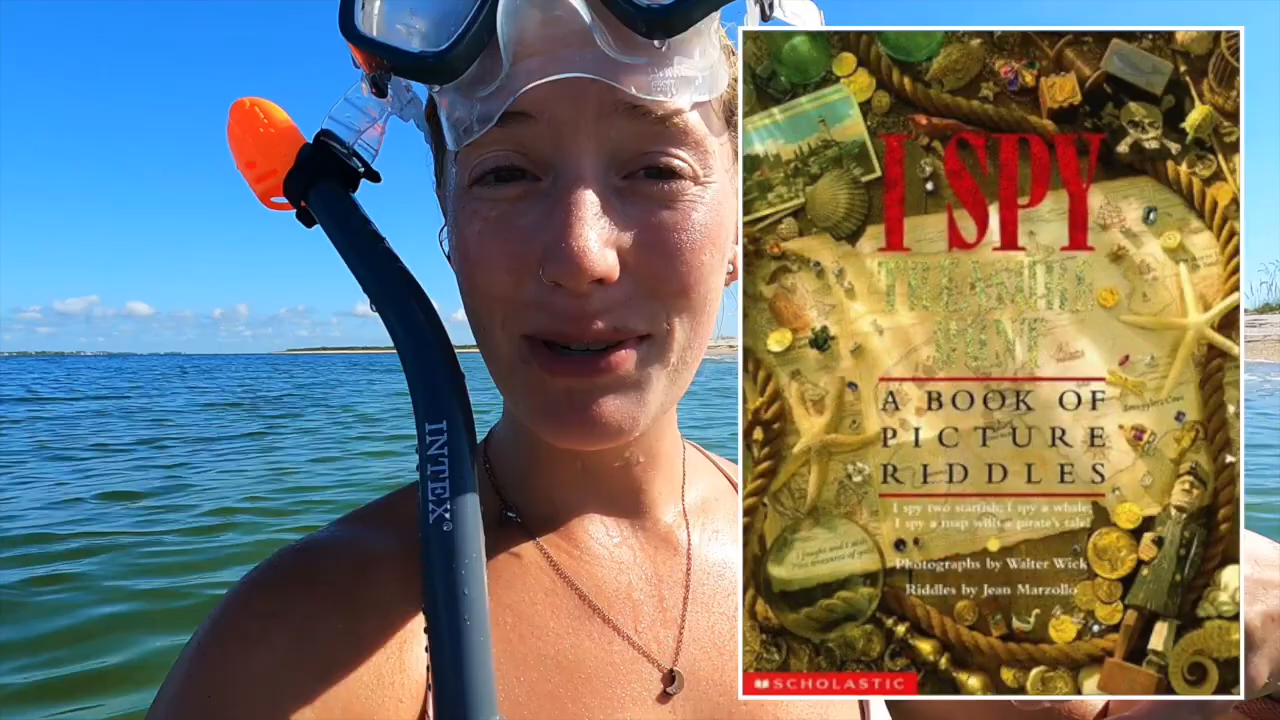 INTEX®
I SPY
TREASURE
HUNT
A BOOK OF
PICTURE
RIDDLES
I spy two starfish; I spy a whale;
I spy a map with a pirate's tale!
Photographs by Walter Wick
Riddles by Jean Marzollo
SCHOLASTIC